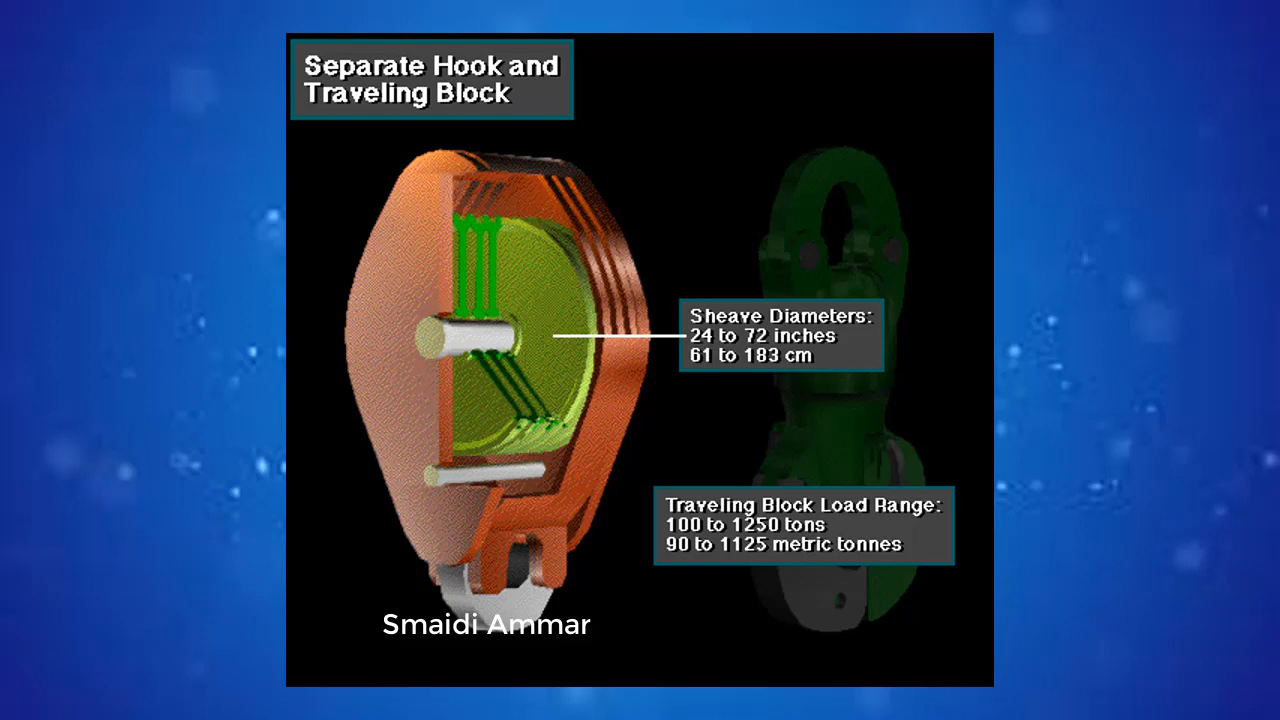 Separate Hook and
Traveling Block
Sheave Diameters:
24 to 72 inches
61 to 183 cm
Traveling Block Load Range:
100 to 1250 tons
90 to 1125 metric tonnes
Smaidi Ammar